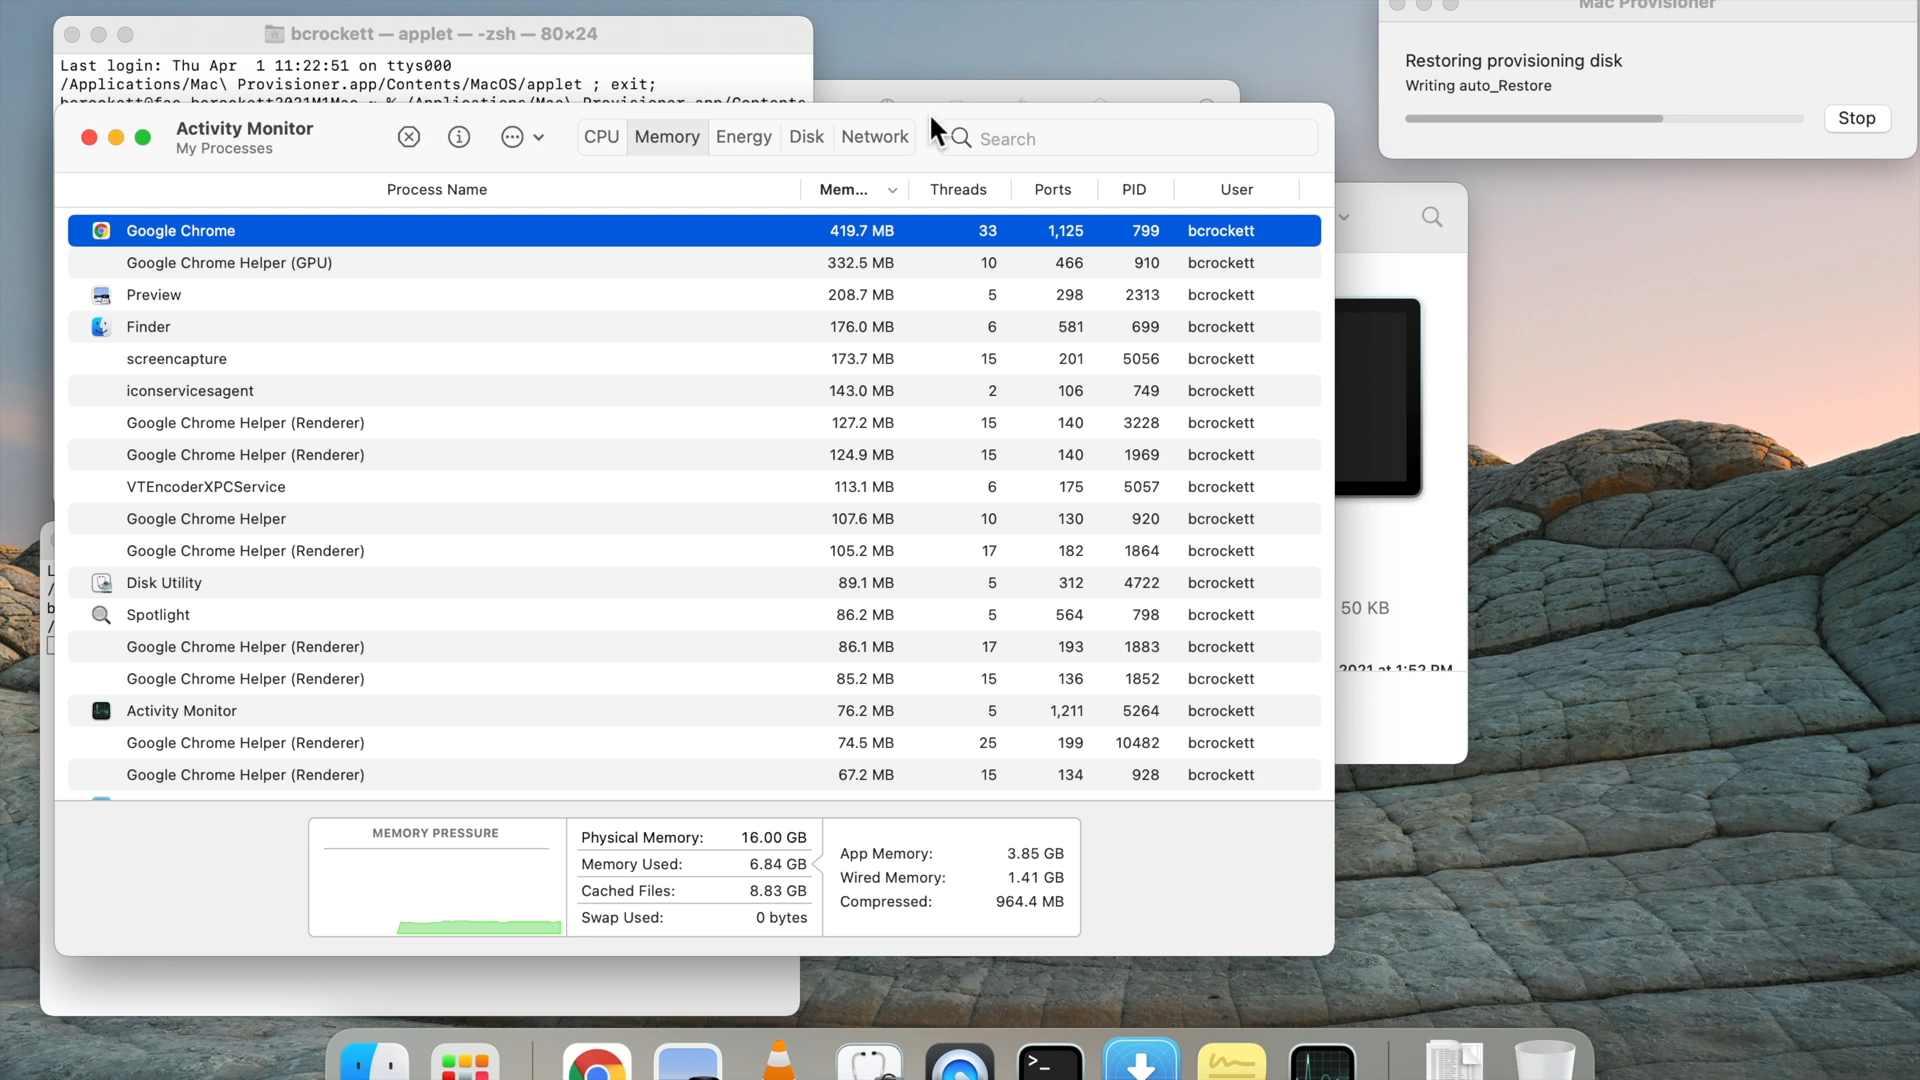 bcrockett — applet — -zsh — 80×24
Last login: Thu Apr  1 11:22:51 on ttys000
/Applications/Mac\ Provisioner.app/Contents/MacOS/applet ; exit;
Mac Provisioner
Restoring provisioning disk
Writing auto_Restore
Stop
Activity Monitor
My Processes
CPU Memory Energy Disk Network
Search
Process Name Mem... Threads Ports PID User
Google Chrome 419.7 MB 33 1,125 799 bcrockett
Google Chrome Helper (GPU) 332.5 MB 10 466 910 bcrockett
Preview 208.7 MB 5 298 2313 bcrockett
Finder 176.0 MB 6 581 699 bcrockett
screencapture 173.7 MB 15 201 5056 bcrockett
iconservicesagent 143.0 MB 2 106 749 bcrockett
Google Chrome Helper (Renderer) 127.2 MB 15 140 3228 bcrockett
Google Chrome Helper (Renderer) 124.9 MB 15 140 1969 bcrockett
VTEncoderXPCService 113.1 MB 6 175 5057 bcrockett
Google Chrome Helper 107.6 MB 10 130 920 bcrockett
Google Chrome Helper (Renderer) 105.2 MB 17 182 1864 bcrockett
Disk Utility 89.1 MB 5 312 4722 bcrockett
Spotlight 86.2 MB 5 564 798 bcrockett
Google Chrome Helper (Renderer) 86.1 MB 17 193 1883 bcrockett
Google Chrome Helper (Renderer) 85.2 MB 15 136 1852 bcrockett
Activity Monitor 76.2 MB 5 1,211 5264 bcrockett
Google Chrome Helper (Renderer) 74.5 MB 25 199 10482 bcrockett
Google Chrome Helper (Renderer) 67.2 MB 15 134 928 bcrockett
50 KB
2021 at 1:52 PM
MEMORY PRESSURE
Physical Memory: 16.00 GB
Memory Used: 6.84 GB
Cached Files: 8.83 GB
Swap Used: 0 bytes
App Memory: 3.85 GB
Wired Memory: 1.41 GB
Compressed: 964.4 MB